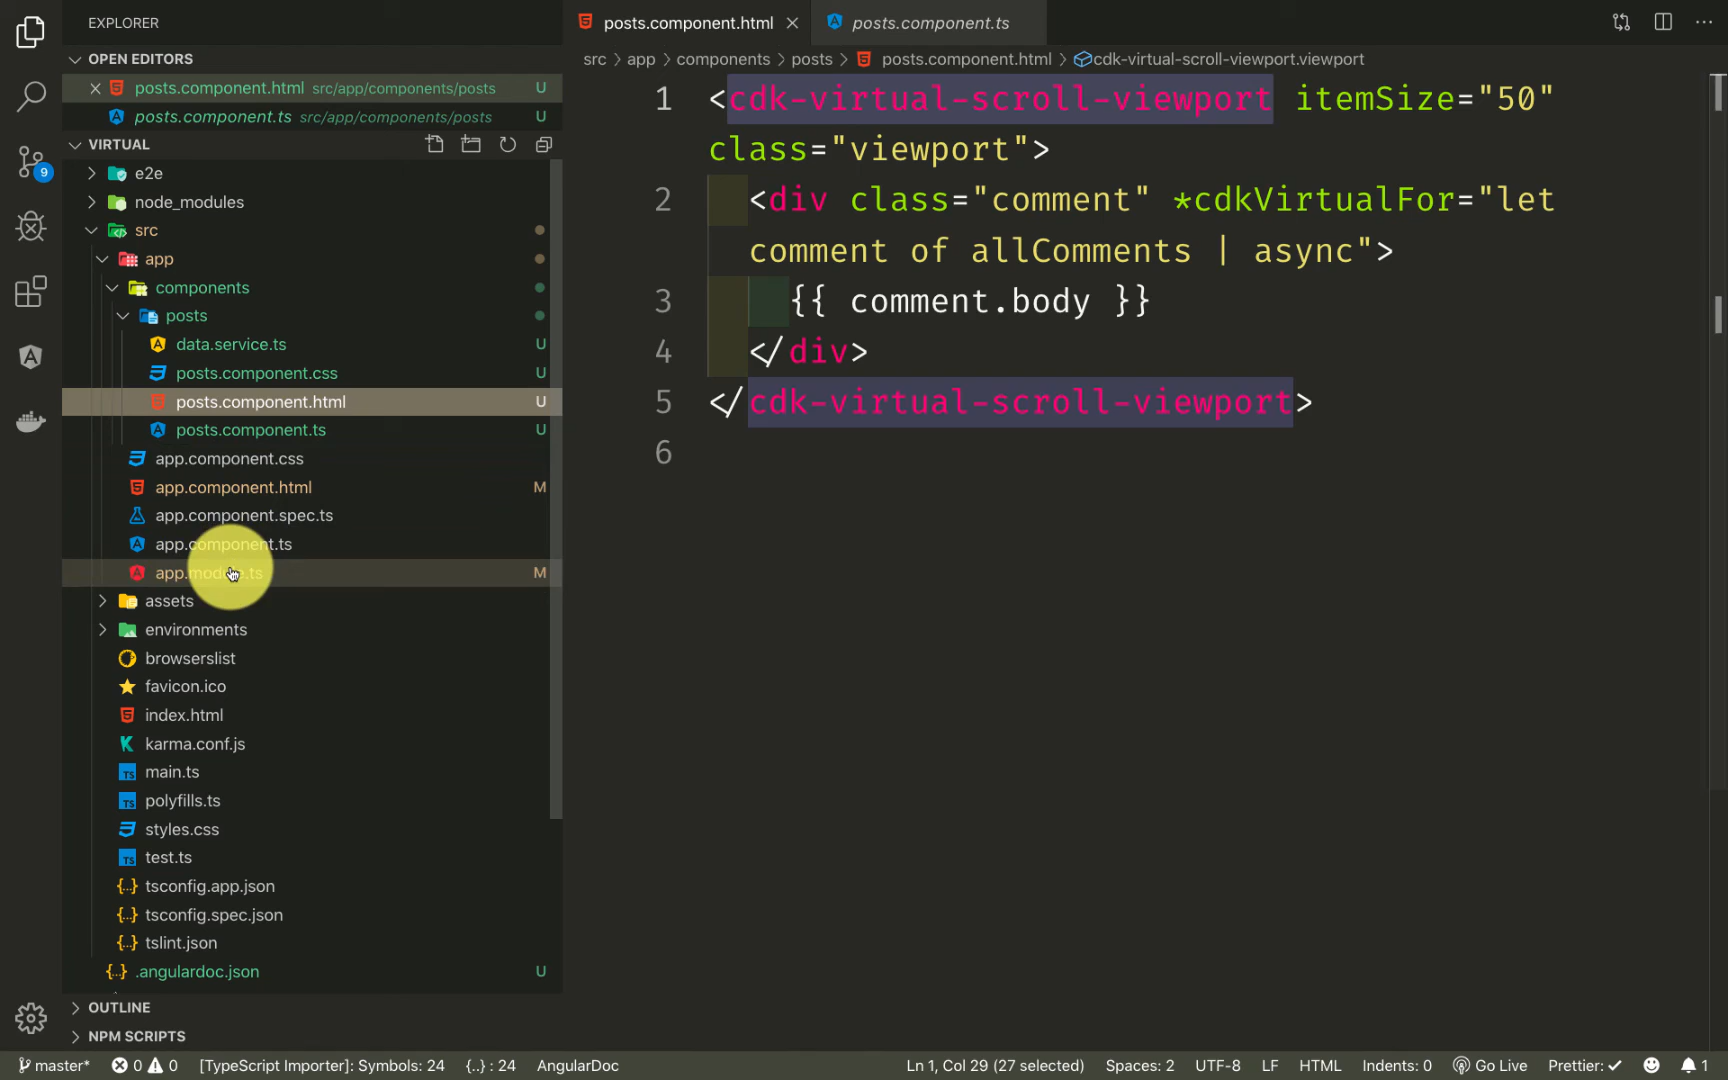 EXPLORER
OPEN EDITORS
posts.component.html src/app/components/posts U
posts.component.ts src/app/components/posts U
VIRTUAL
e2e
node_modules
src
app
components
posts
data.service.ts U
posts.component.css U
posts.component.html U
posts.component.ts U
app.component.css
app.component.html M
app.component.spec.ts
app.component.ts
app.module.ts M
assets
environments
browserslist
favicon.ico
index.html
karma.conf.js
main.ts
polyfills.ts
styles.css
test.ts
tsconfig.app.json
tsconfig.spec.json
tslint.json
.angulardoc.json U
OUTLINE
NPM SCRIPTS
9
posts.component.html
posts.component.ts
src > app > components > posts > posts.component.html > cdk-virtual-scroll-viewport.viewport
1 <cdk-virtual-scroll-viewport itemSize="50"
class="viewport">
2 <div class="comment" *cdkVirtualFor="let
comment of allComments | async">
3 {{ comment.body }}
4 </div>
5 </cdk-virtual-scroll-viewport>
6
master* 0 0 [TypeScript Importer]: Symbols: 24 {..} : 24 AngularDoc Ln 1, Col 29 (27 selected) Spaces: 2 UTF-8 LF HTML Indents: 0 Go Live Prettier: ✓ 1